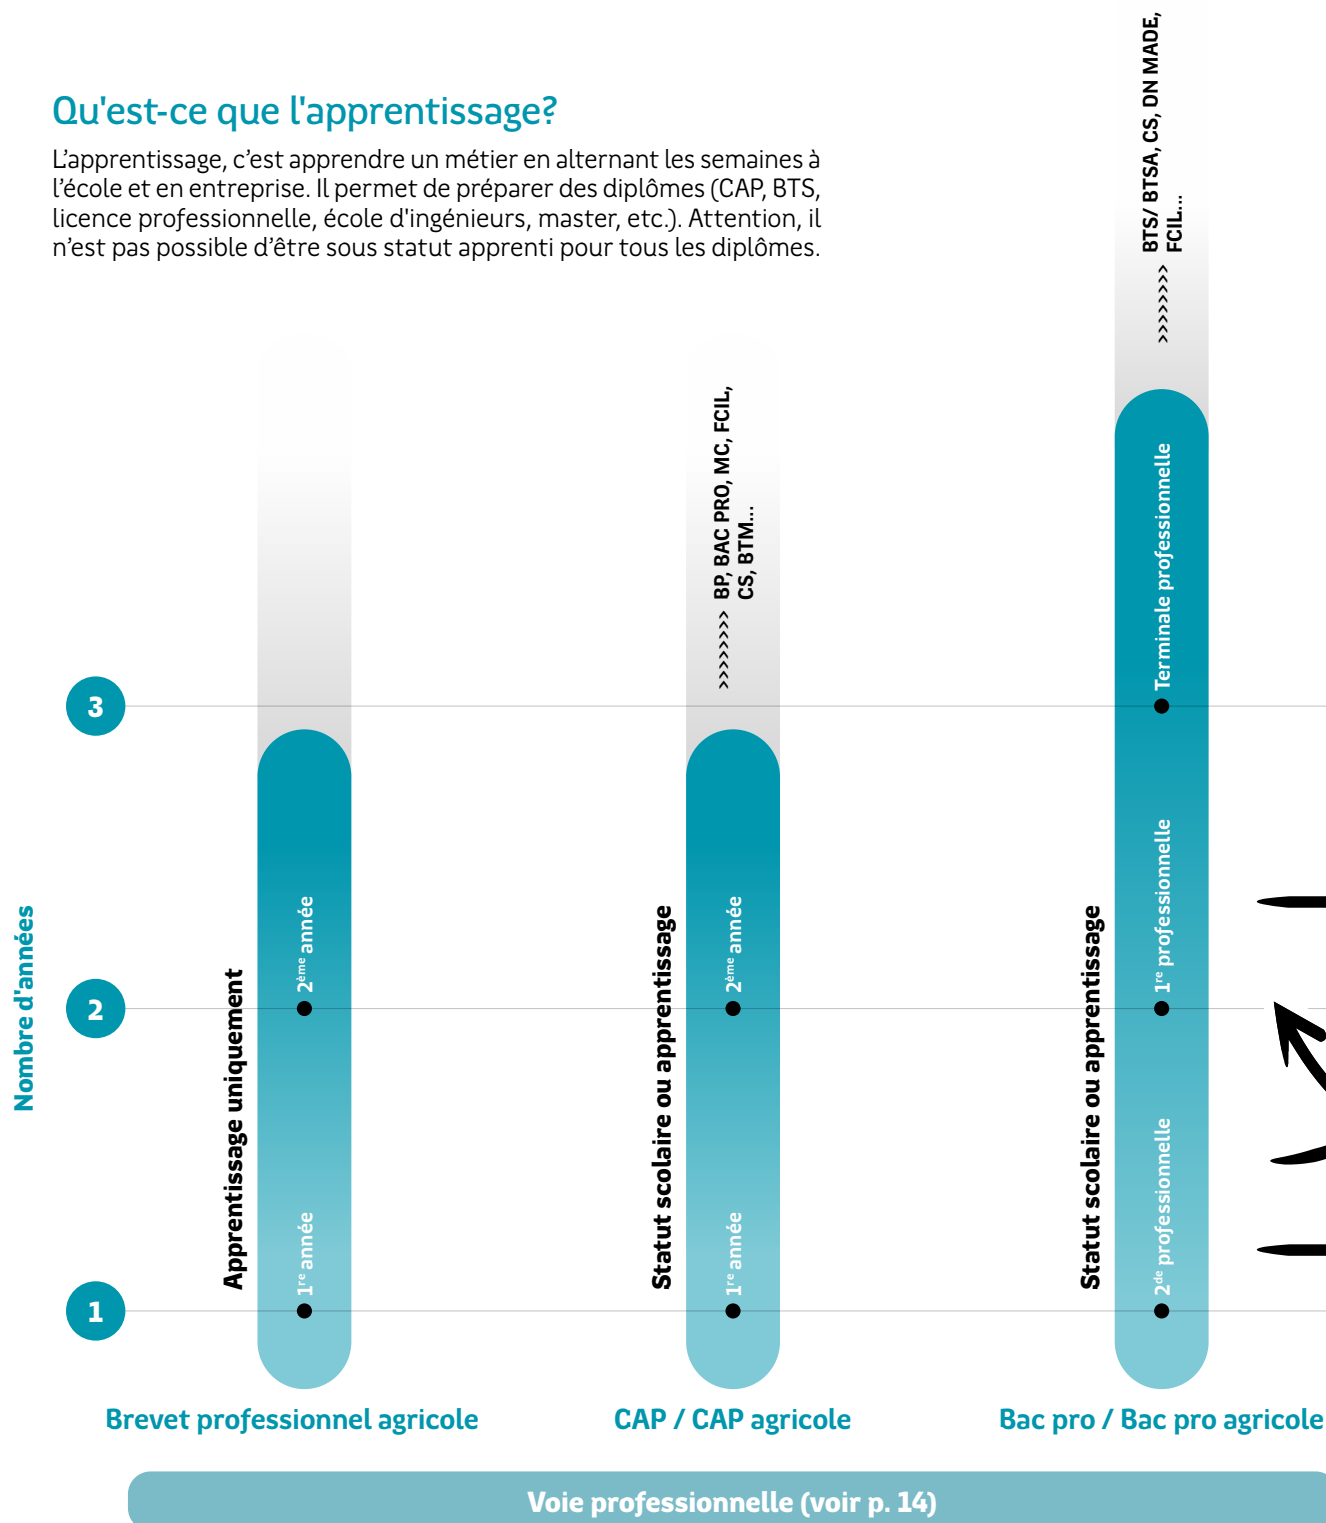 Qu'est-ce que l'apprentissage?
L’apprentissage, c’est apprendre un métier en alternant les semaines à
l’école et en entreprise. Il permet de préparer des diplômes (CAP, BTS,
licence professionnelle, école d'ingénieurs, master, etc.). Attention, il
n’est pas possible d’être sous statut apprenti pour tous les diplômes.
Nombre d'années
3
2
1
Apprentissage uniquement
1re année
2ème année
Brevet professionnel agricole
Statut scolaire ou apprentissage
1re année
2ème année
>>>>>>>> BP, BAC PRO, MC, FCIL,
CS, BTM...
CAP / CAP agricole
Statut scolaire ou apprentissage
2de professionnelle
1re professionnelle
Terminale professionnelle
>>>>>>>> BTS/ BTSA, CS, DN MADE,
FCIL...
Bac pro / Bac pro agricole
Voie professionnelle (voir p. 14)